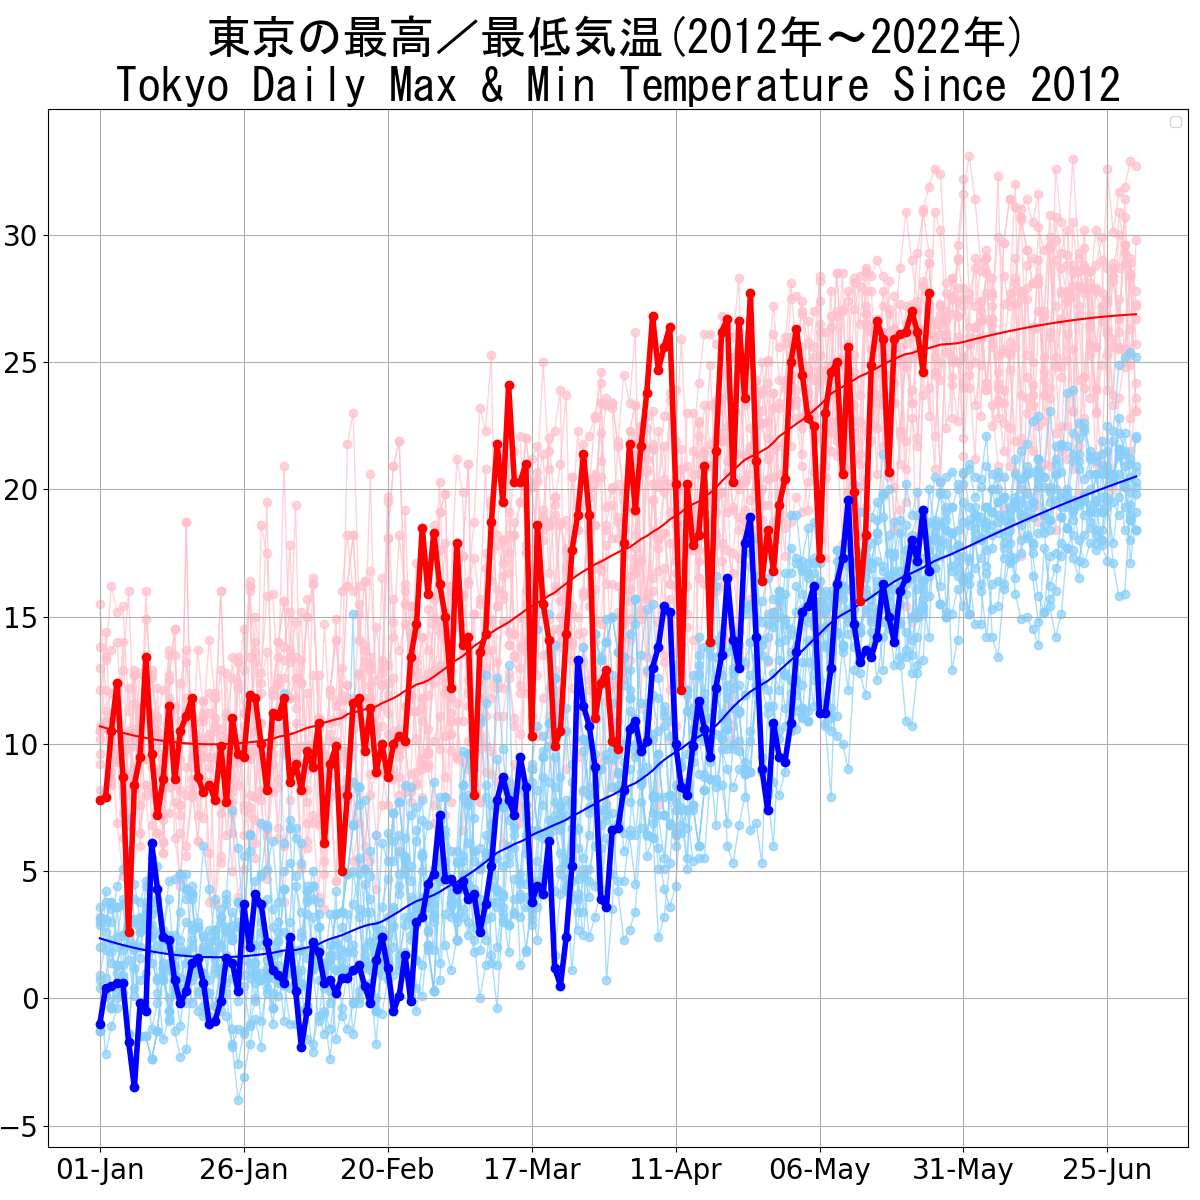 東京の最高／最低気温(2012年～2022年)
Tokyo Daily Max & Min Temperature Since 2012
30
25
20
15
10
5
0
−5
01-Jan 26-Jan 20-Feb 17-Mar 11-Apr 06-May 31-May 25-Jun